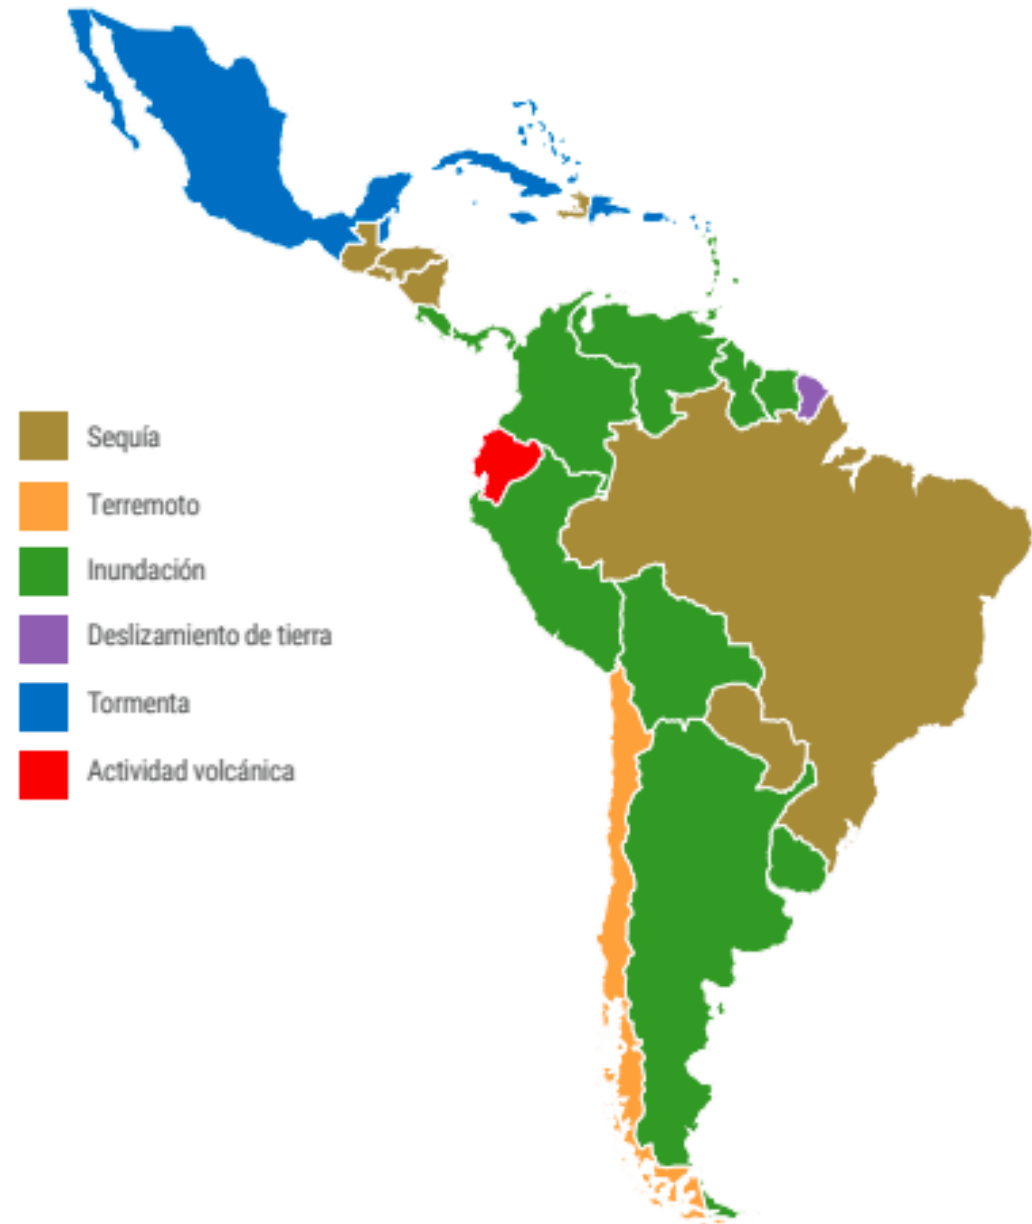 Sequía
Terremoto
Inundación
Deslizamiento de tierra
Tormenta
Actividad volcánica